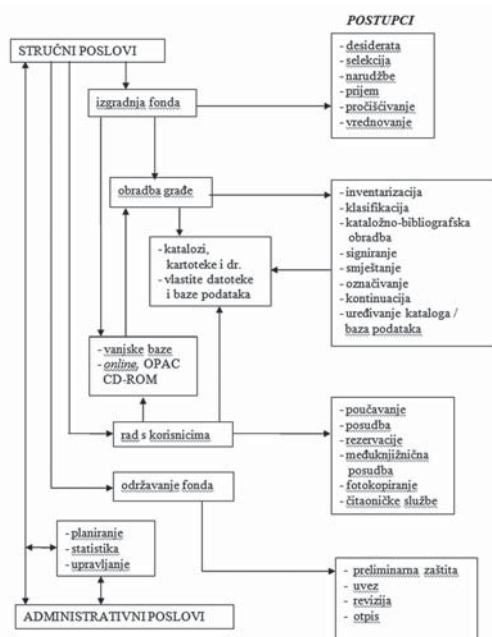 POSTUPCI
STRUČNI POSLOVI
- desiderata
- selekcija
- narudžbe
- prijem
- pročišćivanje
- vrednovanje
izgradnja fonda
obradba građe
- inventarizacija
- klasifikacija
- kataložno-bibliografska
obradba
- signiranje
- smještanje
- označivanje
- kontinuacija
- uređivanje kataloga /
baza podataka
- katalozi,
kartoteke i dr.
- vlastite datoteke
i baze podataka
- vanjske baze
- online, OPAC
CD-ROM
rad s korisnicima
- poučavanje
- posudba
- rezervacije
- međuknjižnična
posudba
- fotokopiranje
- čitaoničke službe
održavanje fonda
- planiranje
- statistika
- upravljanje
- preliminarna zaštita
- uvez
- revizija
- otpis
ADMINISTRATIVNI POSLOVI